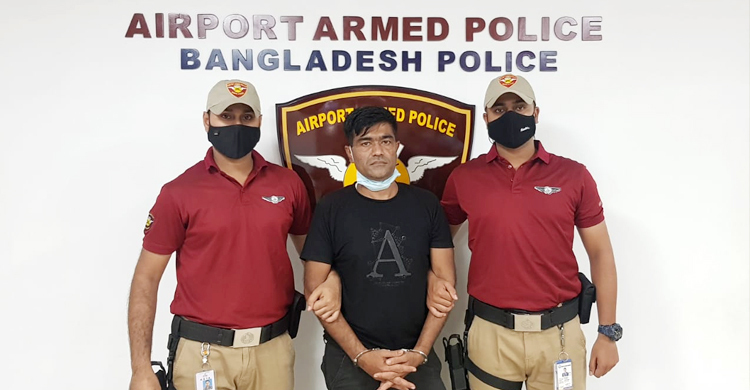 AIRPORT ARMED POLICE
BANGLADESH POLICE
AIRPORT ARMED POLICE
A